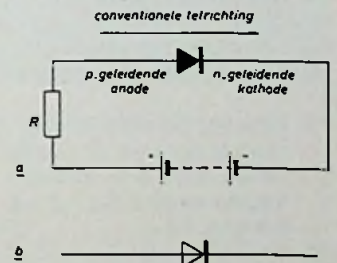 conventionele telrichting
p-geleidende n-geleidende
anode kathode
R
a
b